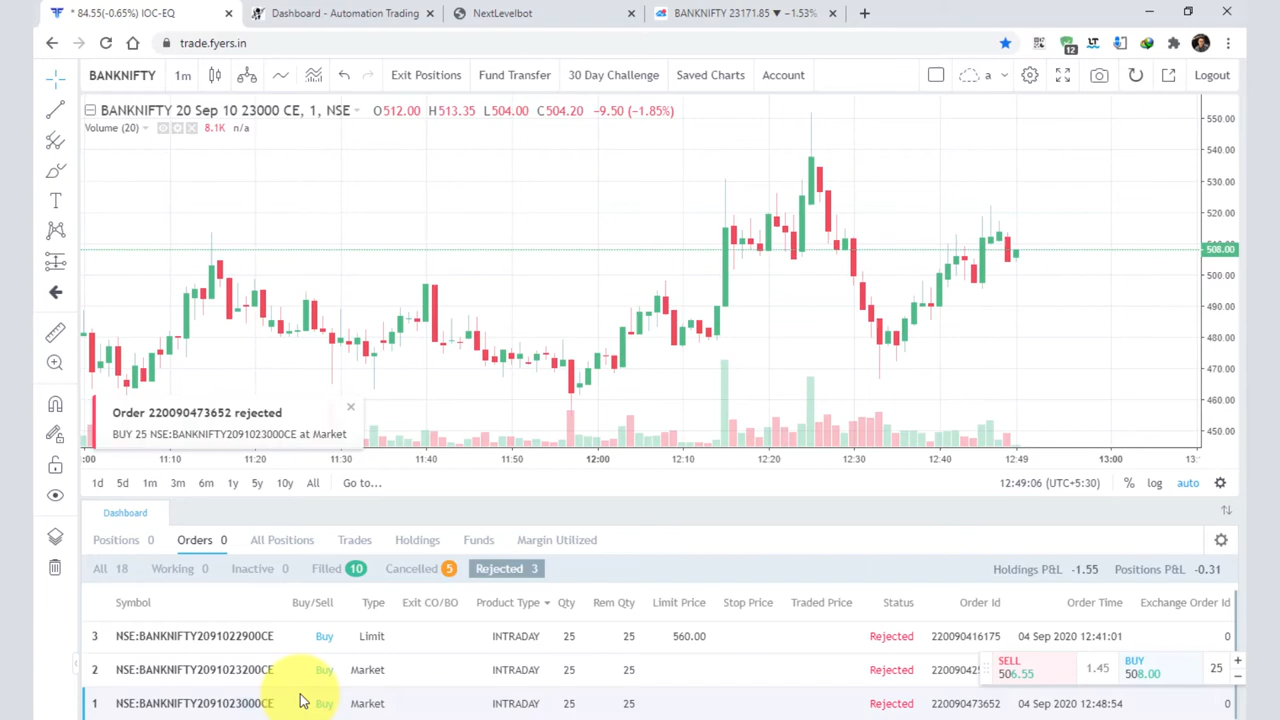 84.55(-0.65%) IOC-EQ
Dashboard - Automation Trading
NextLevelbot
BANKNIFTY 23171.85 ▼ −1.53%
trade.fyers.in
12
LT
BANKNIFTY 1m Exit Positions Fund Transfer 30 Day Challenge Saved Charts Account a Logout
BANKNIFTY 20 Sep 10 23000 CE, 1, NSE O512.00 H513.35 L504.00 C504.20 −9.50 (−1.85%)
Volume (20) 8.1K n/a
550.00
540.00
530.00
520.00
508.00
500.00
490.00
480.00
470.00
460.00
450.00
Order 220090473652 rejected
BUY 25 NSE:BANKNIFTY2091023000CE at Market
:00 11:10 11:20 11:30 11:40 11:50 12:00 12:10 12:20 12:30 12:40 12:49 13:00 13:
1d 5d 1m 3m 6m 1y 5y 10y All Go to... 12:49:06 (UTC+5:30) % log auto
Dashboard
Positions 0 Orders 0 All Positions Trades Holdings Funds Margin Utilized
All 18 Working 0 Inactive 0 Filled 10 Cancelled 5 Rejected 3 Holdings P&L -1.55 Positions P&L -0.31
Symbol Buy/Sell Type Exit CO/BO Product Type Qty Rem Qty Limit Price Stop Price Traded Price Status Order Id Order Time Exchange Order Id
3 NSE:BANKNIFTY2091022900CE Buy Limit INTRADAY 25 25 560.00 Rejected 220090416175 04 Sep 2020 12:41:01 0
2 NSE:BANKNIFTY2091023200CE Buy Market INTRADAY 25 25 Rejected
SELL 506.55 1.45 BUY 508.00 25
1 NSE:BANKNIFTY2091023000CE Buy Market INTRADAY 25 25 Rejected 220090473652 04 Sep 2020 12:48:54 0